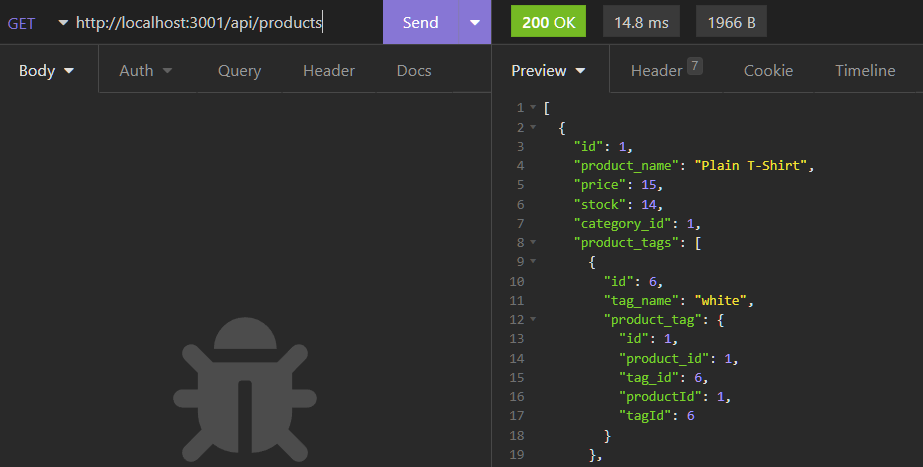 GET http://localhost:3001/api/products Send 200 OK 14.8 ms 1966 B
Body Auth Query Header Docs Preview Header 7 Cookie Timeline
1 [
2 {
3 "id": 1,
4 "product_name": "Plain T-Shirt",
5 "price": 15,
6 "stock": 14,
7 "category_id": 1,
8 "product_tags": [
9 {
10 "id": 6,
11 "tag_name": "white",
12 "product_tag": {
13 "id": 1,
14 "product_id": 1,
15 "tag_id": 6,
16 "productId": 1,
17 "tagId": 6
18 }
19 },